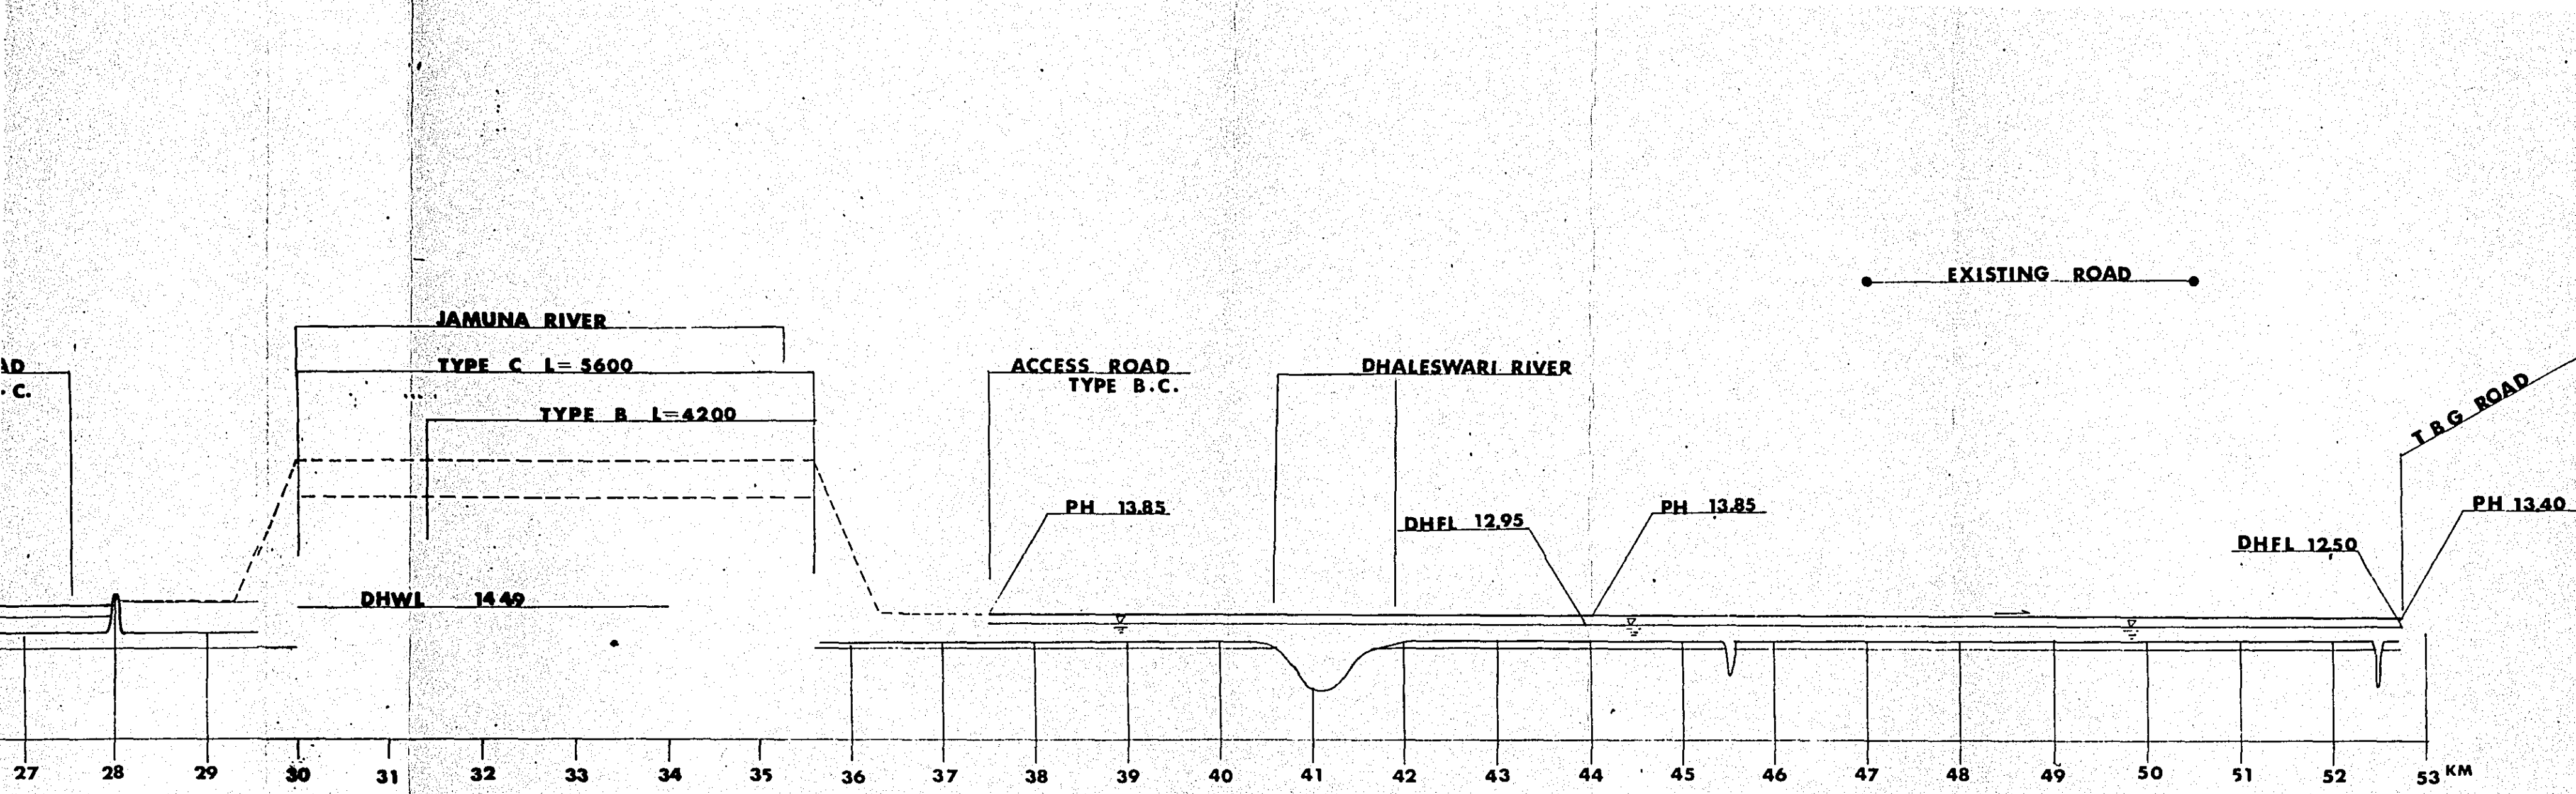 EXISTING ROAD
JAMUNA RIVER
AD
. C.
TYPE C L= 5600
TYPE B L=4200
ACCESS ROAD
TYPE B.C.
DHALESWARI RIVER
T B G ROAD
PH 13.85
DHFL 12.95
PH 13.85
DHFL 12.50
PH 13.40
DHWL 14.49
27 28 29 30 31 32 33 34 35 36 37 38 39 40 41 42 43 44 45 46 47 48 49 50 51 52 53 KM